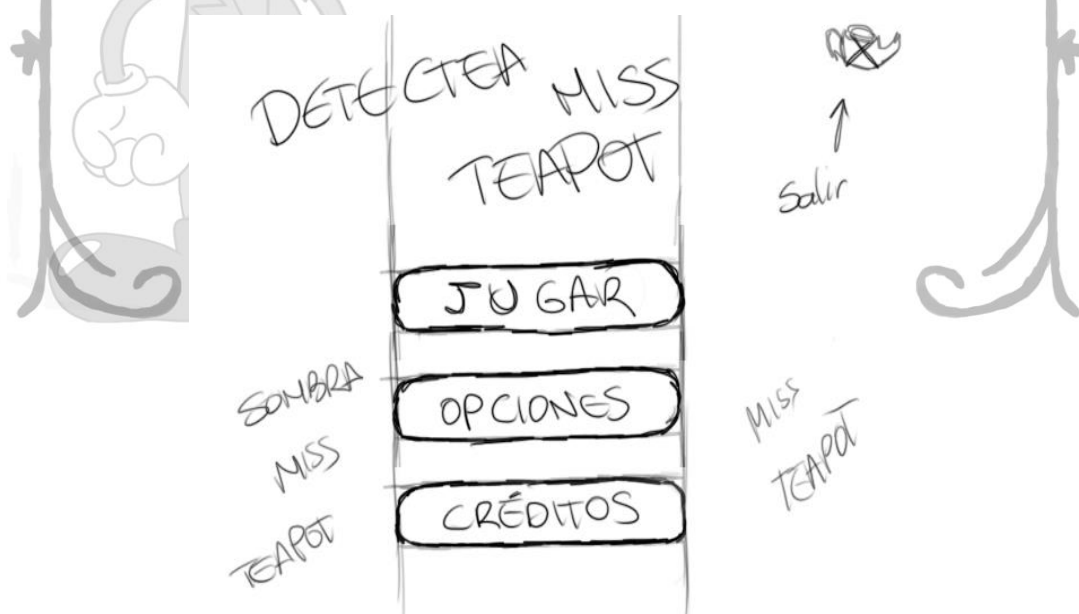 DETECTEA MISS
TEAPOT
Salir
JUGAR
OPCIONES
CRÉDITOS
SOMBRA
MISS
TEAPOT
MISS
TEAPOT